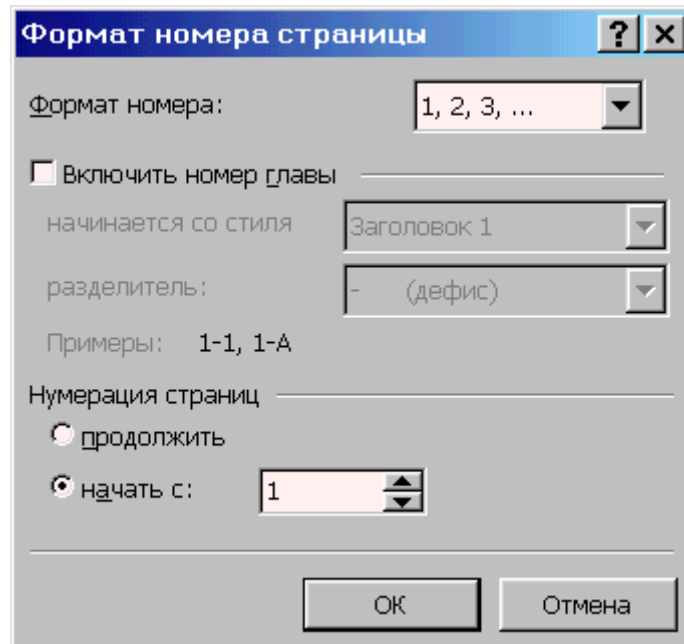 Формат номера страницы
Формат номера: 1, 2, 3, ...
Включить номер главы
начинается со стиля Заголовок 1
разделитель: - (дефис)
Примеры: 1-1, 1-A
Нумерация страниц
продолжить
начать с: 1
ОК Отмена